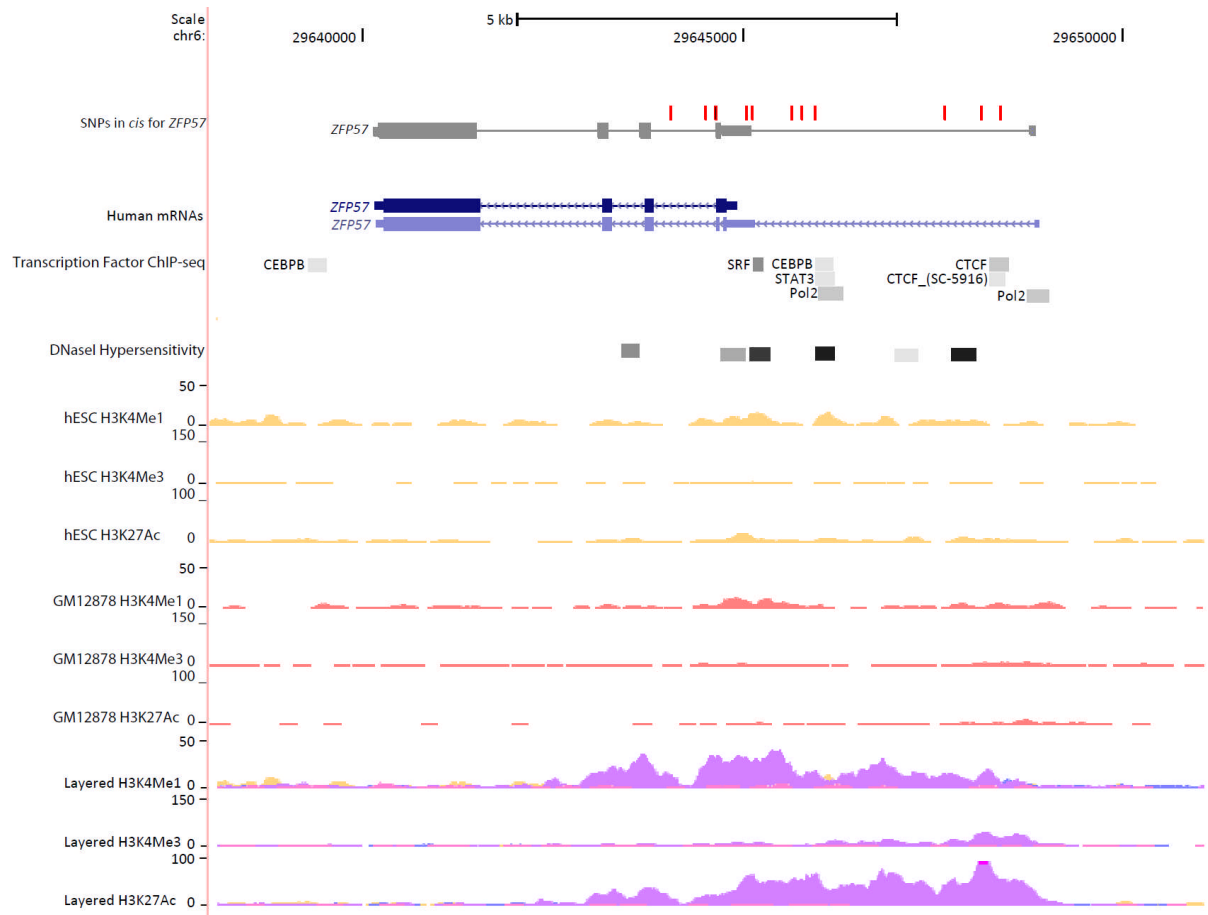 Scale
5 kb
chr6:
29640000
29645000
29650000
SNPs in cis for ZFP57
ZFP57
Human mRNAs
ZFP57
ZFP57
Transcription Factor ChIP-seq
CEBPB
SRF
CEBPB
CTCF
STAT3
CTCF_(SC-5916)
Pol2
Pol2
DNaseI Hypersensitivity
50
hESC H3K4Me1
0
150
hESC H3K4Me3
0
100
hESC H3K27Ac
0
50
GM12878 H3K4Me1
0
150
GM12878 H3K4Me3
0
100
GM12878 H3K27Ac
0
50
Layered H3K4Me1
0
150
Layered H3K4Me3
0
100
Layered H3K27Ac
0